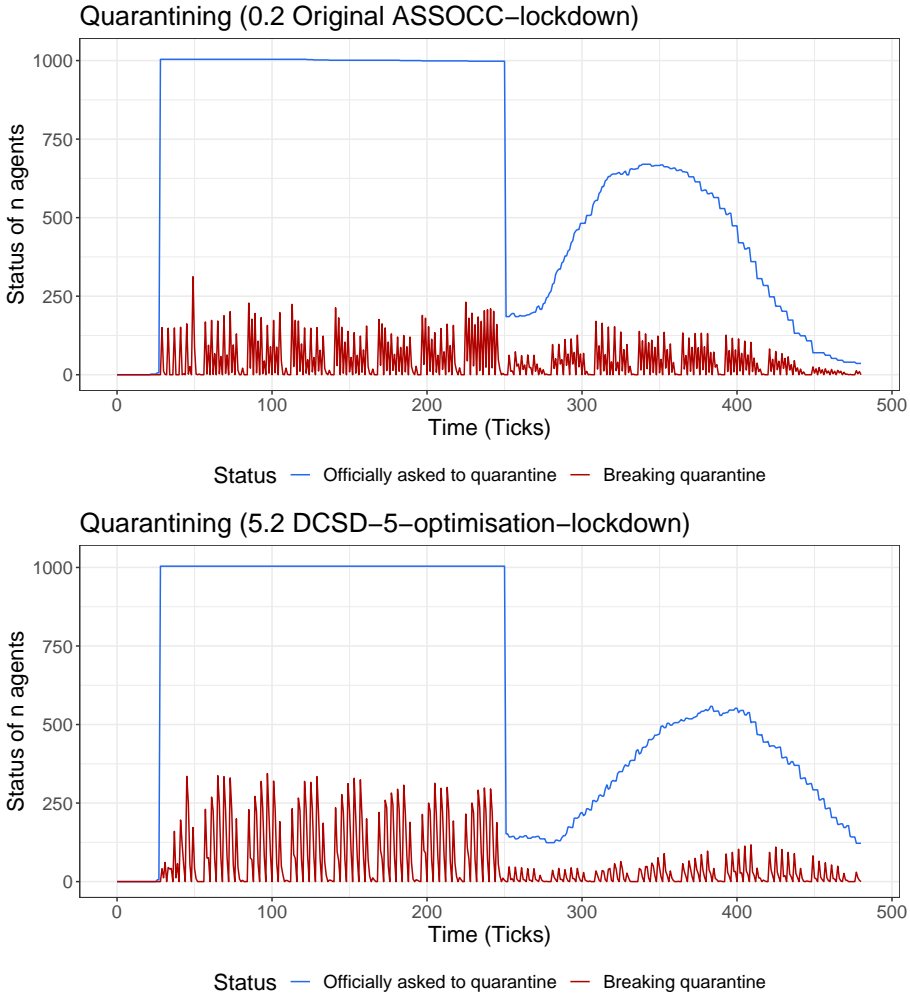 Quarantining (0.2 Original ASSOCC−lockdown)
Status of n agents
1000
750
500
250
0
0 100 200 300 400 500
Time (Ticks)
Status Officially asked to quarantine Breaking quarantine
Quarantining (5.2 DCSD−5−optimisation−lockdown)
Status of n agents
1000
750
500
250
0
0 100 200 300 400 500
Time (Ticks)
Status Officially asked to quarantine Breaking quarantine